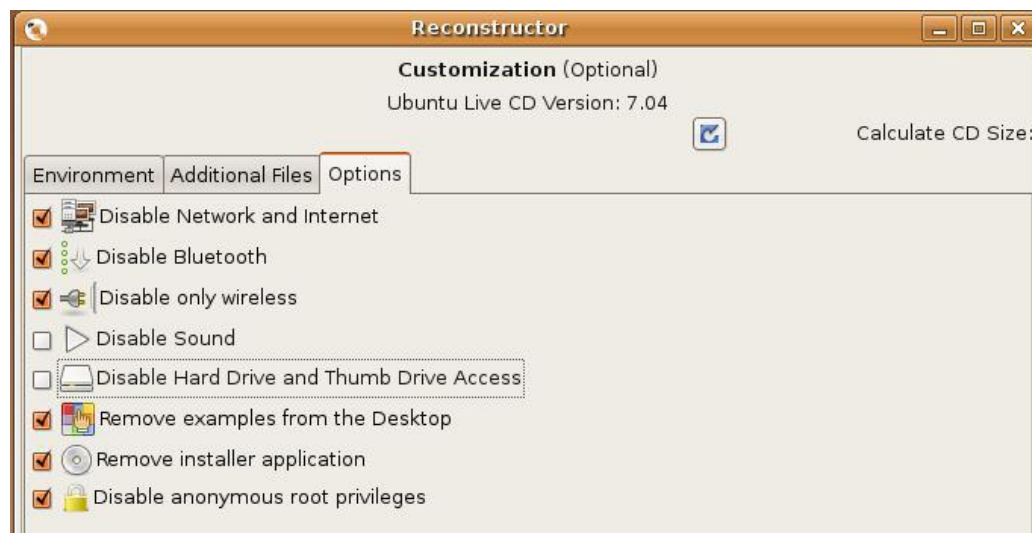 Reconstructor
Customization (Optional)
Ubuntu Live CD Version: 7.04
Calculate CD Size:
Environment Additional Files Options
Disable Network and Internet
Disable Bluetooth
Disable only wireless
Disable Sound
Disable Hard Drive and Thumb Drive Access
Remove examples from the Desktop
Remove installer application
Disable anonymous root privileges